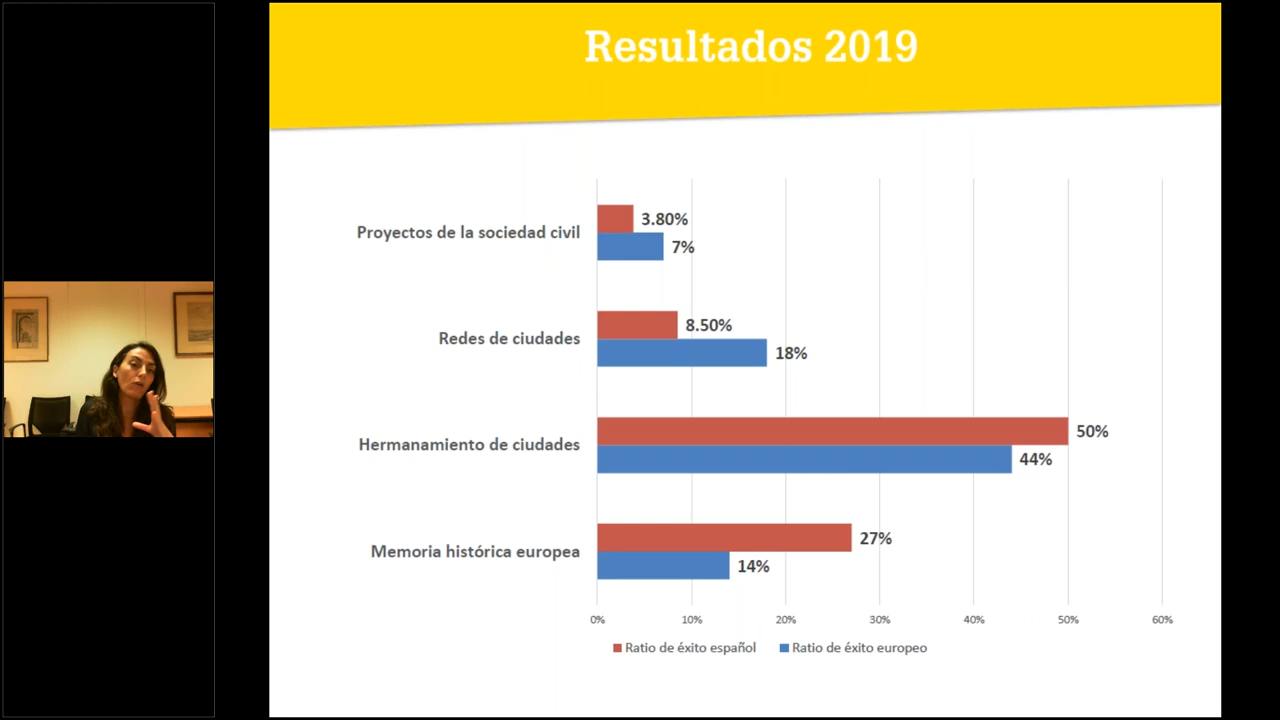 Resultados 2019
Proyectos de la sociedad civil
3.80%
7%
Redes de ciudades
8.50%
18%
Hermanamiento de ciudades
50%
44%
Memoria histórica europea
27%
14%
0% 10% 20% 30% 40% 50% 60%
Ratio de éxito español Ratio de éxito europeo